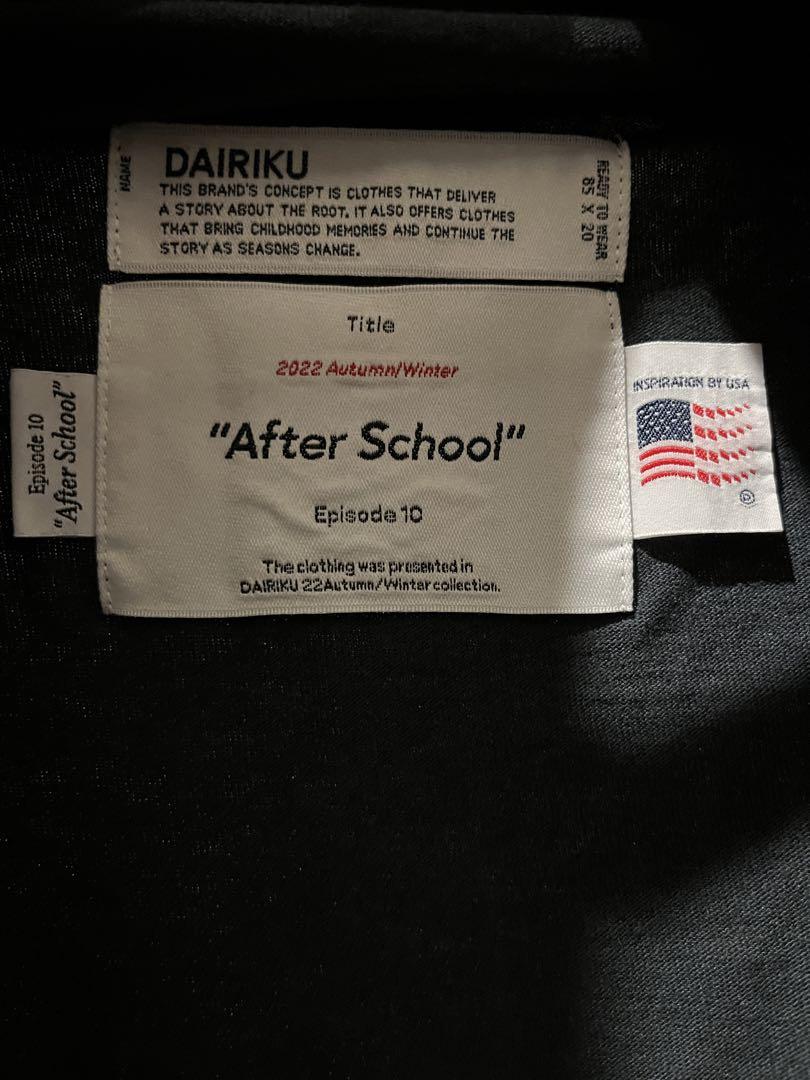 NAME
DAIRIKU
THIS BRAND'S CONCEPT IS CLOTHES THAT DELIVER
A STORY ABOUT THE ROOT. IT ALSO OFFERS CLOTHES
THAT BRING CHILDHOOD MEMORIES AND CONTINUE THE
STORY AS SEASONS CHANGE.
READY TO WEAR
85 X 20
Title
2022 Autumn/Winter
"After School"
Episode 10
The clothing was presented in
DAIRIKU 22Autumn/Winter collection.
Episode 10
"After School"
INSPIRATION BY USA
Ⓓ